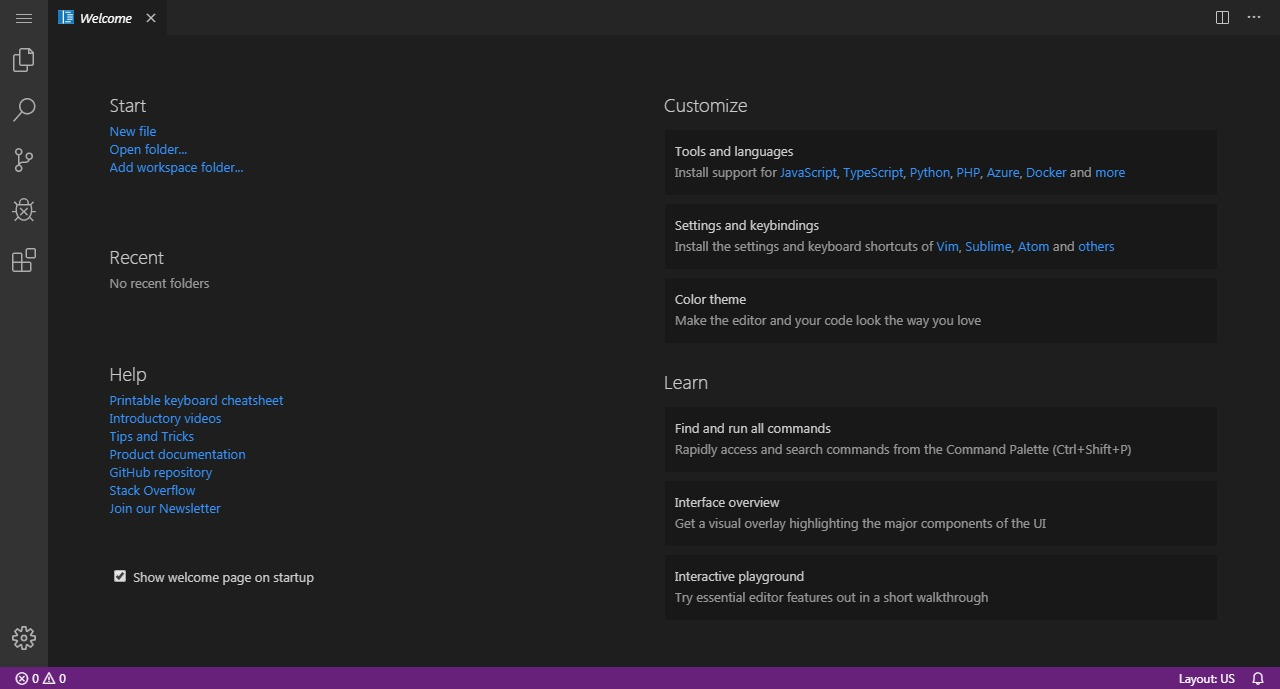 Welcome
Start
New file
Open folder...
Add workspace folder...
Recent
No recent folders
Help
Printable keyboard cheatsheet
Introductory videos
Tips and Tricks
Product documentation
GitHub repository
Stack Overflow
Join our Newsletter
Show welcome page on startup
Customize
Tools and languages
Install support for JavaScript, TypeScript, Python, PHP, Azure, Docker and more
Settings and keybindings
Install the settings and keyboard shortcuts of Vim, Sublime, Atom and others
Color theme
Make the editor and your code look the way you love
Learn
Find and run all commands
Rapidly access and search commands from the Command Palette (Ctrl+Shift+P)
Interface overview
Get a visual overlay highlighting the major components of the UI
Interactive playground
Try essential editor features out in a short walkthrough
0 0
Layout: US